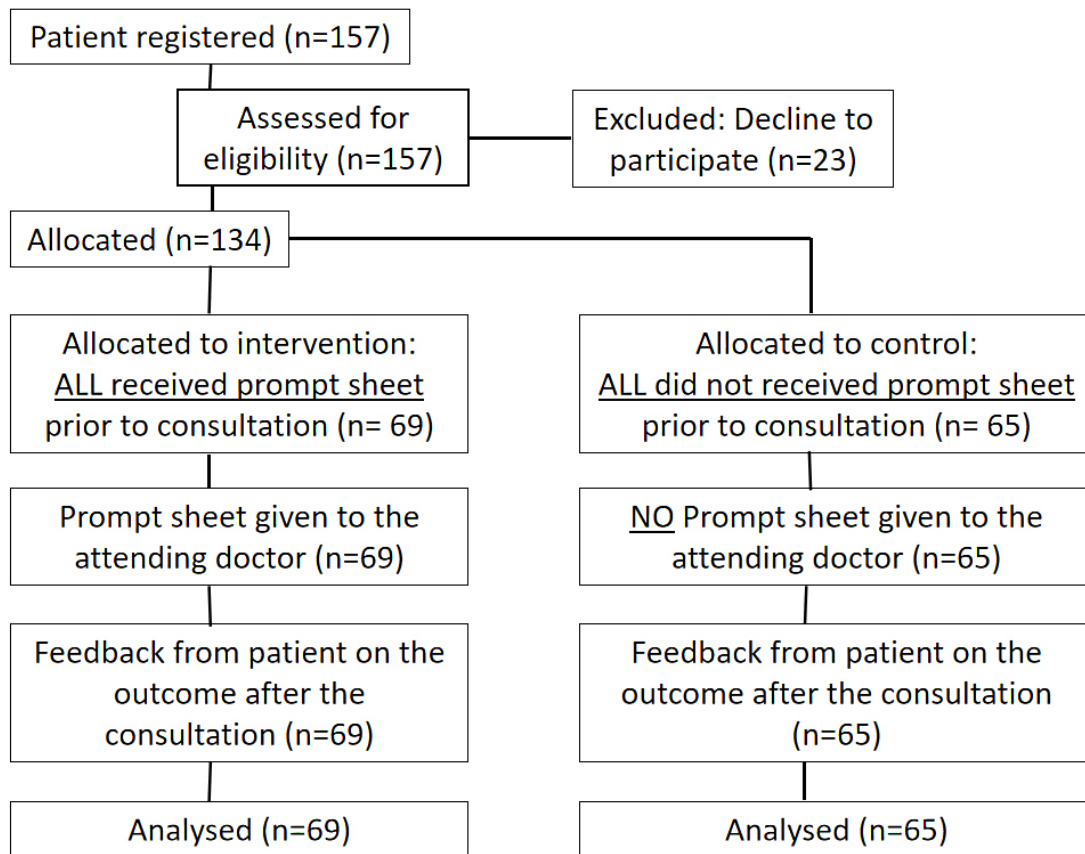 Patient registered (n=157)
Assessed for
eligibility (n=157)
Excluded: Decline to
participate (n=23)
Allocated (n=134)
Allocated to intervention:
ALL received prompt sheet
prior to consultation (n= 69)
Allocated to control:
ALL did not received prompt sheet
prior to consultation (n= 65)
Prompt sheet given to the
attending doctor (n=69)
NO Prompt sheet given to the
attending doctor (n=65)
Feedback from patient on the
outcome after the
consultation (n=69)
Feedback from patient on the
outcome after the consultation
(n=65)
Analysed (n=69)
Analysed (n=65)